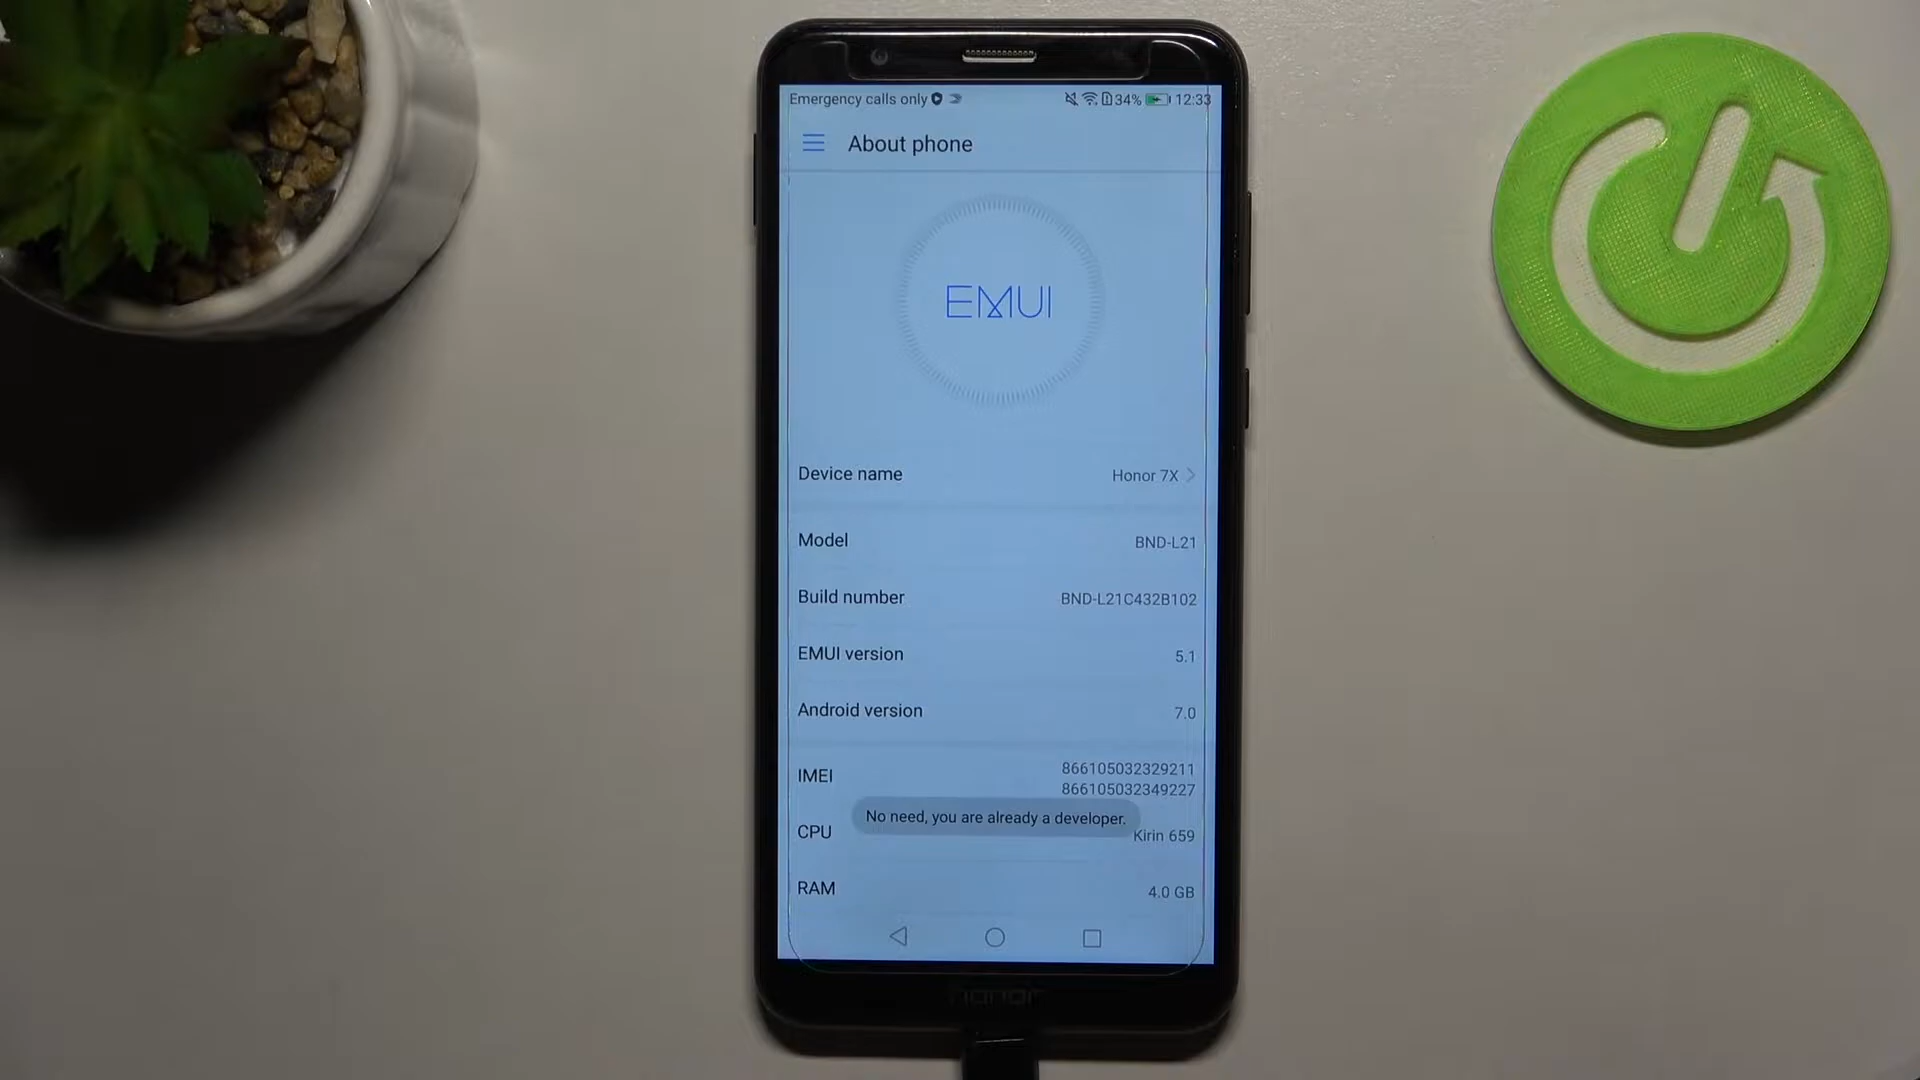 Emergency calls only 34% 12:33
About phone
EMUI
Device name Honor 7X
Model BND-L21
Build number BND-L21C432B102
EMUI version 5.1
Android version 7.0
IMEI 866105032329211
866105032349227
No need, you are already a developer.
CPU Kirin 659
RAM 4.0 GB
honor